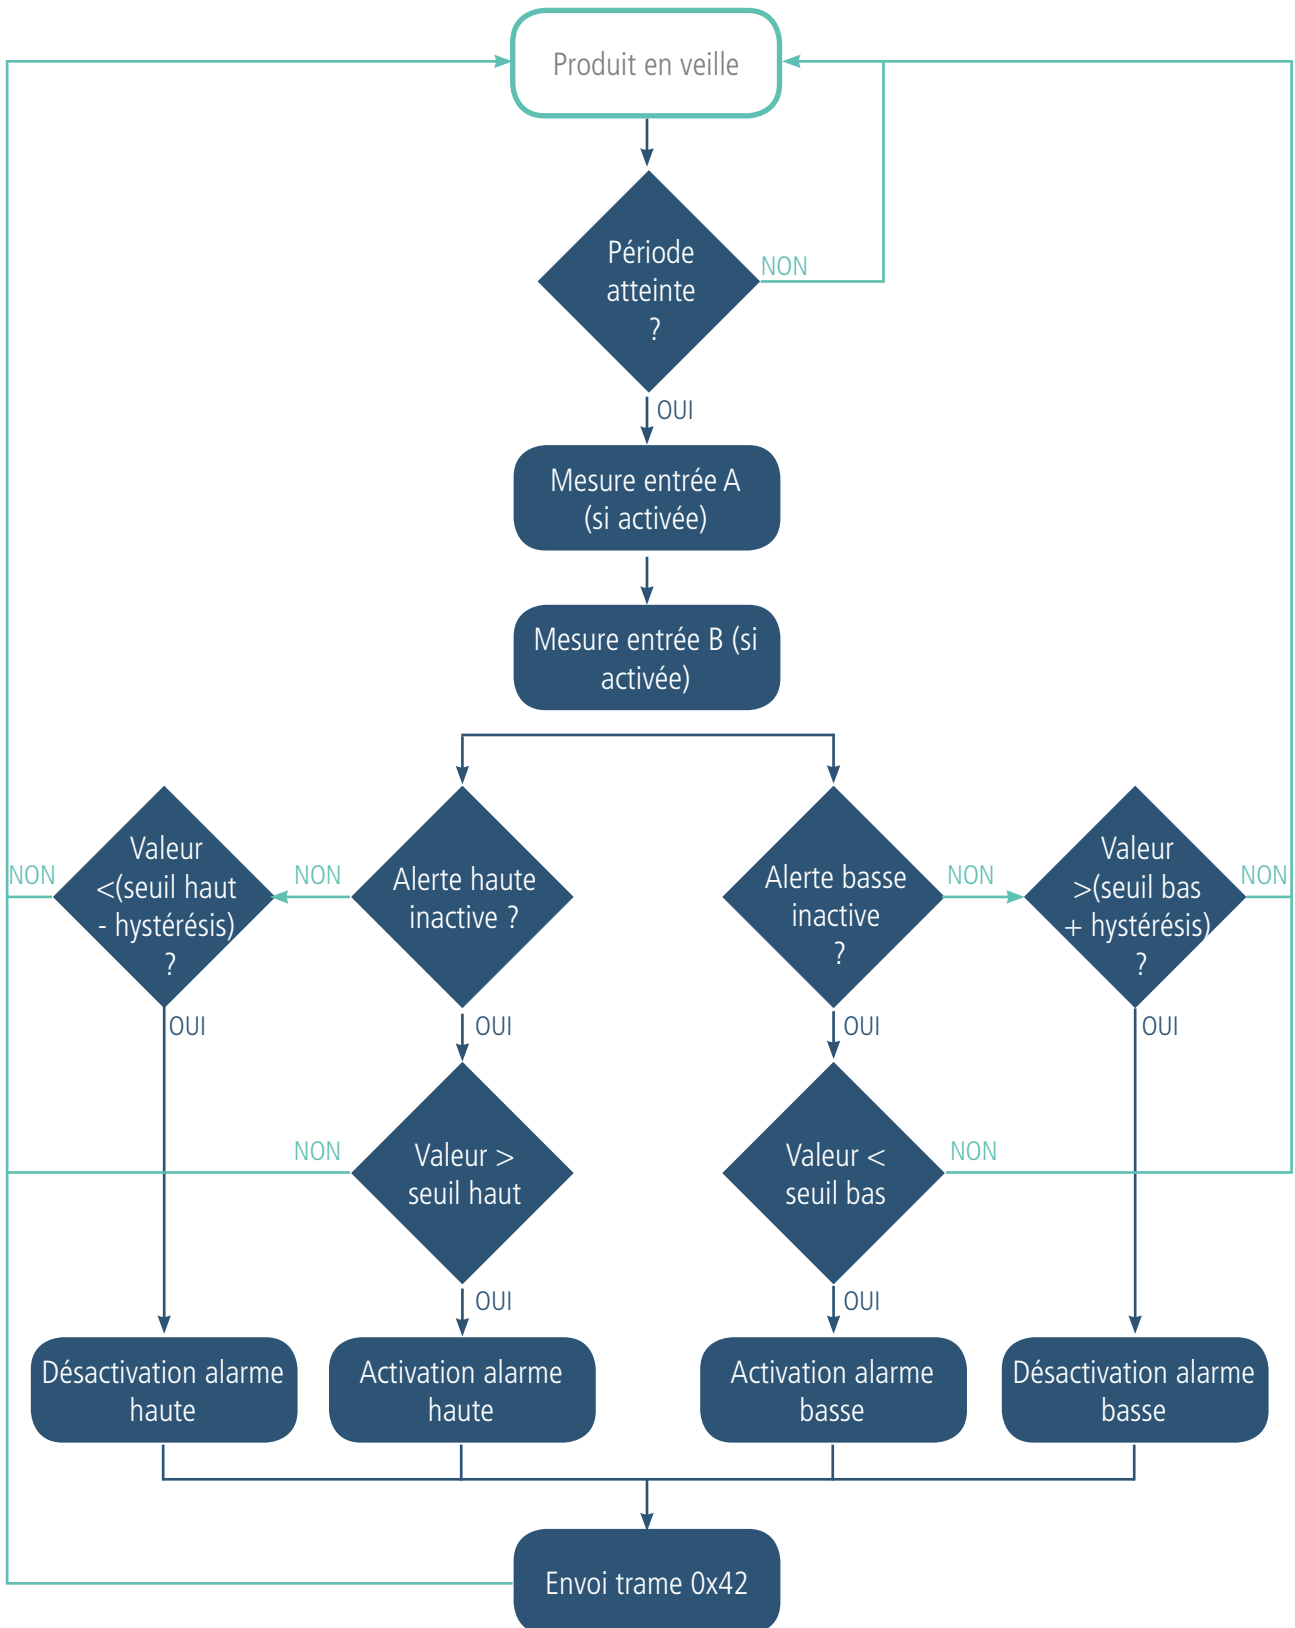 Produit en veille
Période
atteinte
?
NON
OUI
Mesure entrée A
(si activée)
Mesure entrée B (si
activée)
Valeur
<(seuil haut
- hystérésis)
?
NON
NON
Alerte haute
inactive ?
Alerte basse
inactive
?
NON
Valeur
>(seuil bas
+ hystérésis)
?
NON
OUI
OUI
OUI
OUI
NON
Valeur >
seuil haut
Valeur <
seuil bas
NON
OUI
OUI
Désactivation alarme
haute
Activation alarme
haute
Activation alarme
basse
Désactivation alarme
basse
Envoi trame 0x42